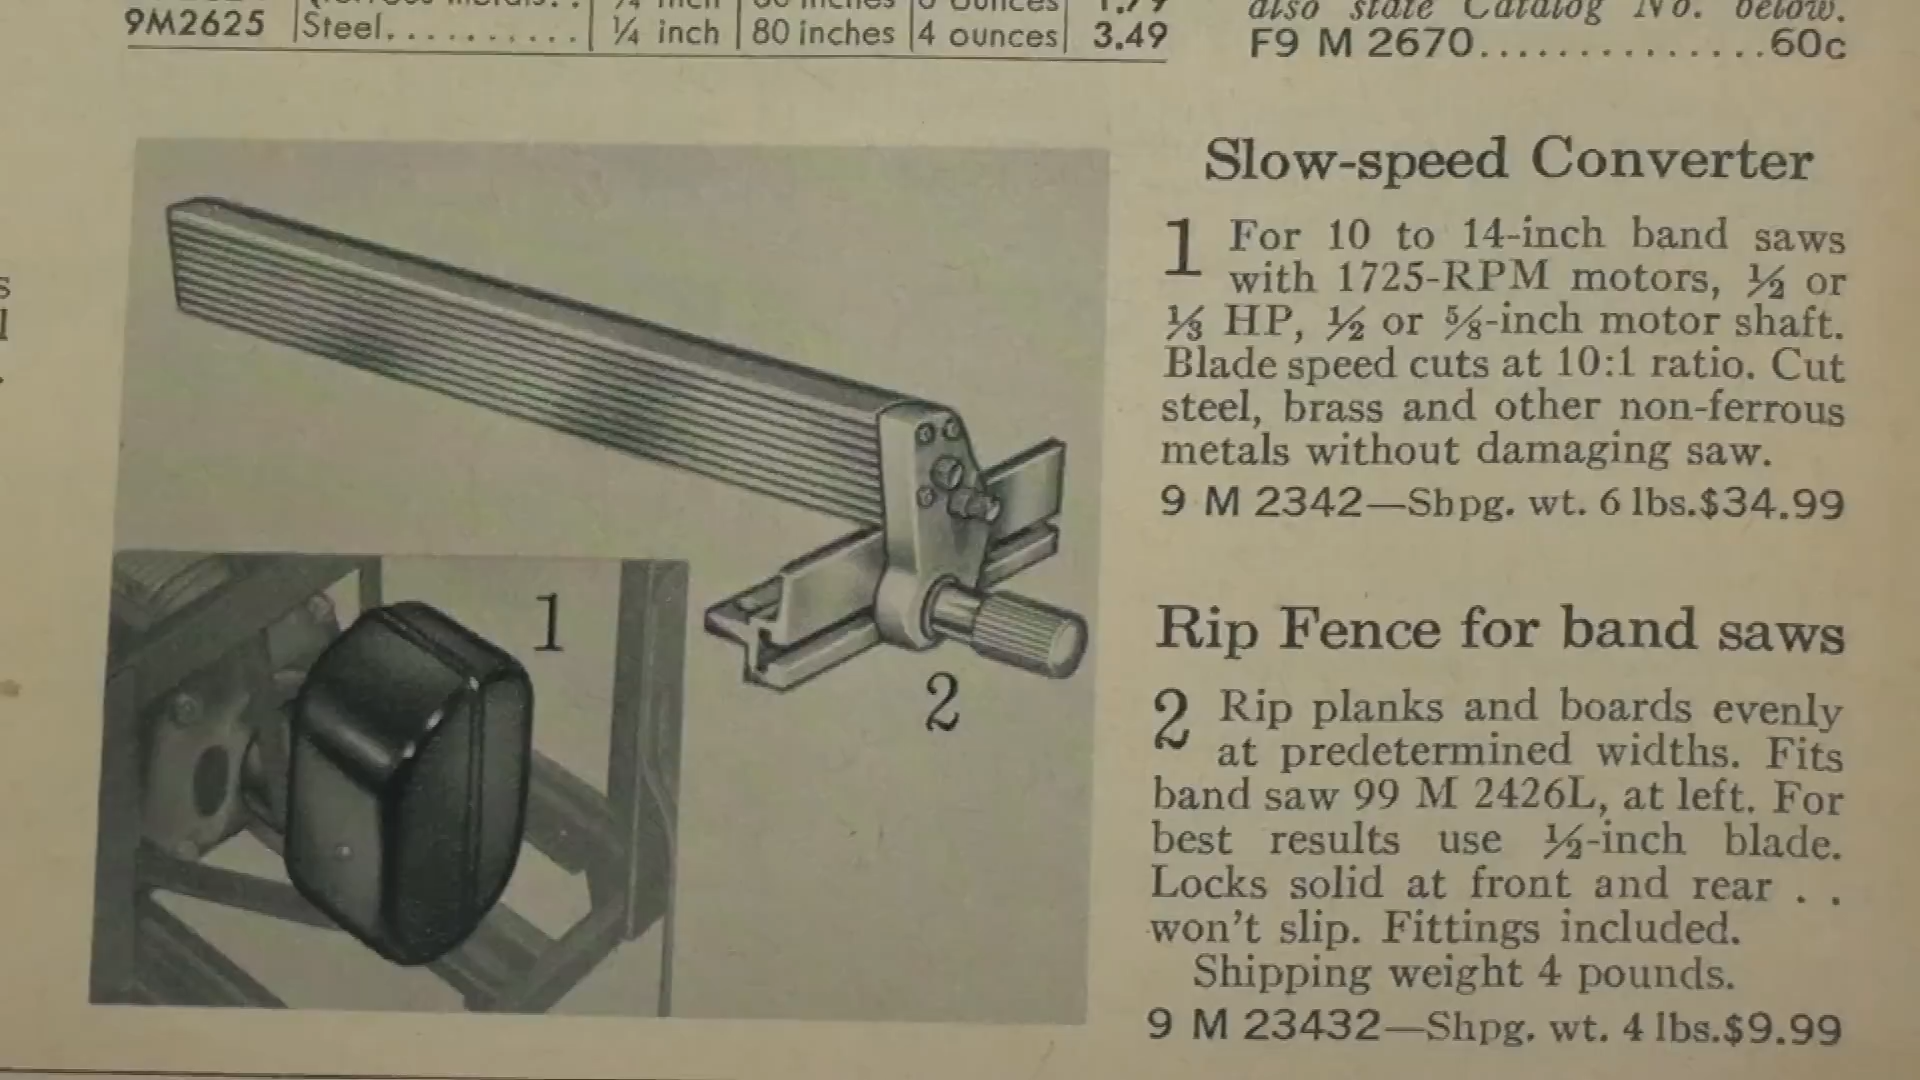 9M2625 Steel.......... ¼ inch 80 inches 4 ounces 3.49
also state Catalog No. below.
F9 M 2670..............60c
Slow-speed Converter
1 For 10 to 14-inch band saws
with 1725-RPM motors, ½ or
⅓ HP, ½ or ⅝-inch motor shaft.
Blade speed cuts at 10:1 ratio. Cut
steel, brass and other non-ferrous
metals without damaging saw.
9 M 2342—Shpg. wt. 6 lbs.$34.99
Rip Fence for band saws
2 Rip planks and boards evenly
at predetermined widths. Fits
band saw 99 M 2426L, at left. For
best results use ½-inch blade.
Locks solid at front and rear . .
won't slip. Fittings included.
Shipping weight 4 pounds.
9 M 23432—Shpg. wt. 4 lbs.$9.99
1
2